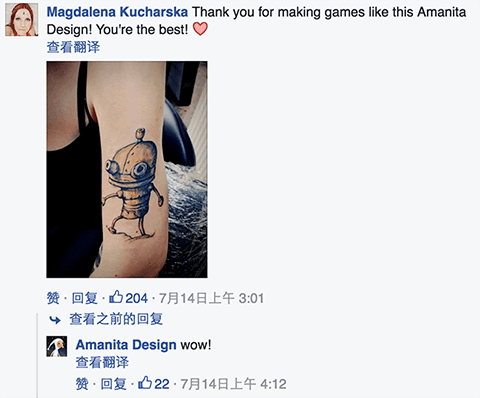 Magdalena Kucharska Thank you for making games like this Amanita
Design! You're the best! ❤
查看翻译
赞 · 回复 · 204 · 7月14日上午 3:01
查看之前的回复
Amanita Design wow!
查看翻译
赞 · 回复 · 22 · 7月14日上午 4:12